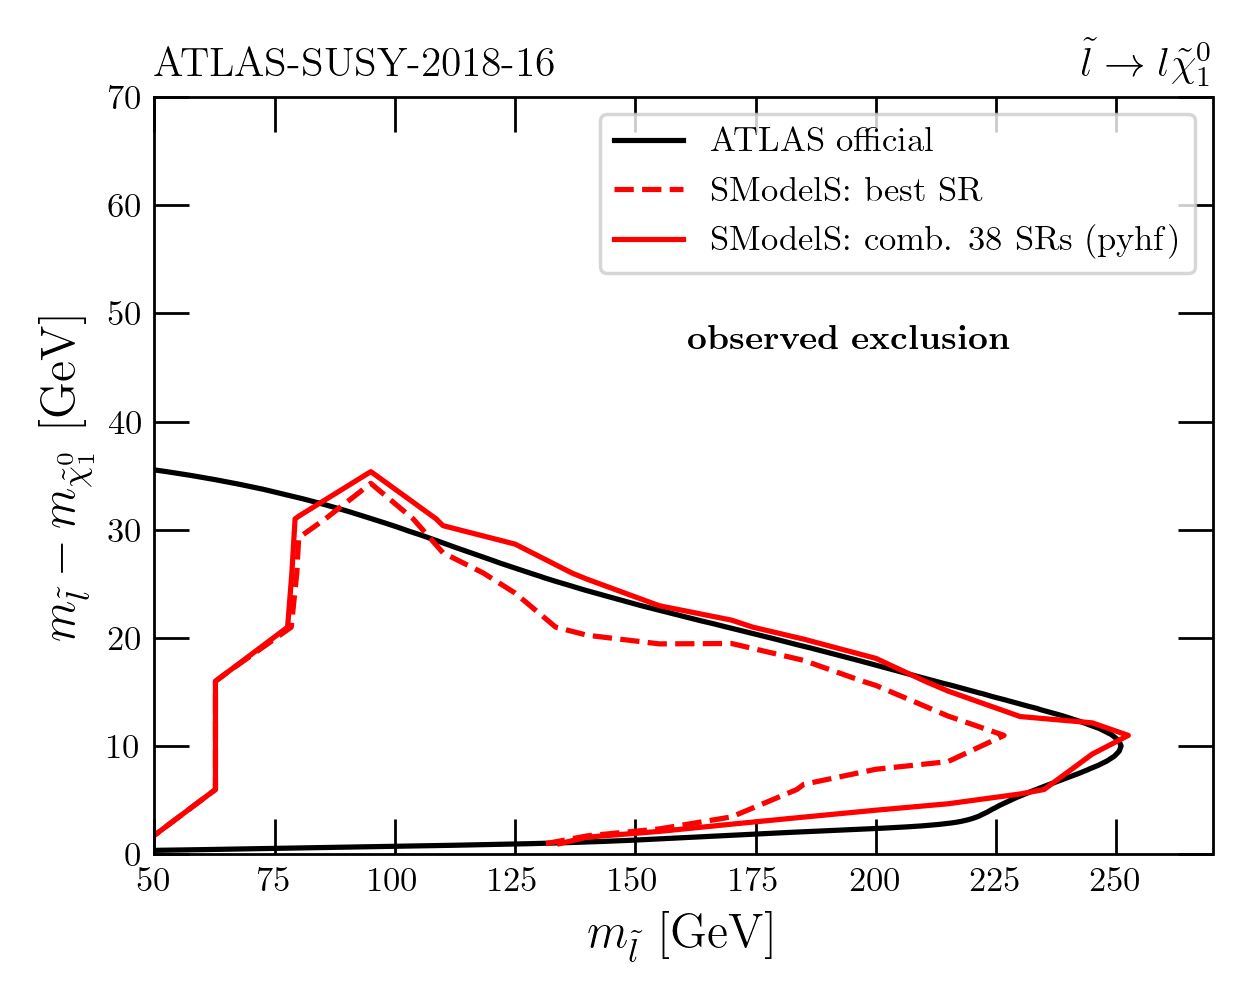 ATLAS-SUSY-2018-16
l̃ → lχ̃₁⁰
ATLAS official
SModelS: best SR
SModelS: comb. 38 SRs (pyhf)
observed exclusion
70
60
50
40
30
20
10
0
m_l̃ − m_χ̃₁⁰ [GeV]
50 75 100 125 150 175 200 225 250
m_l̃ [GeV]